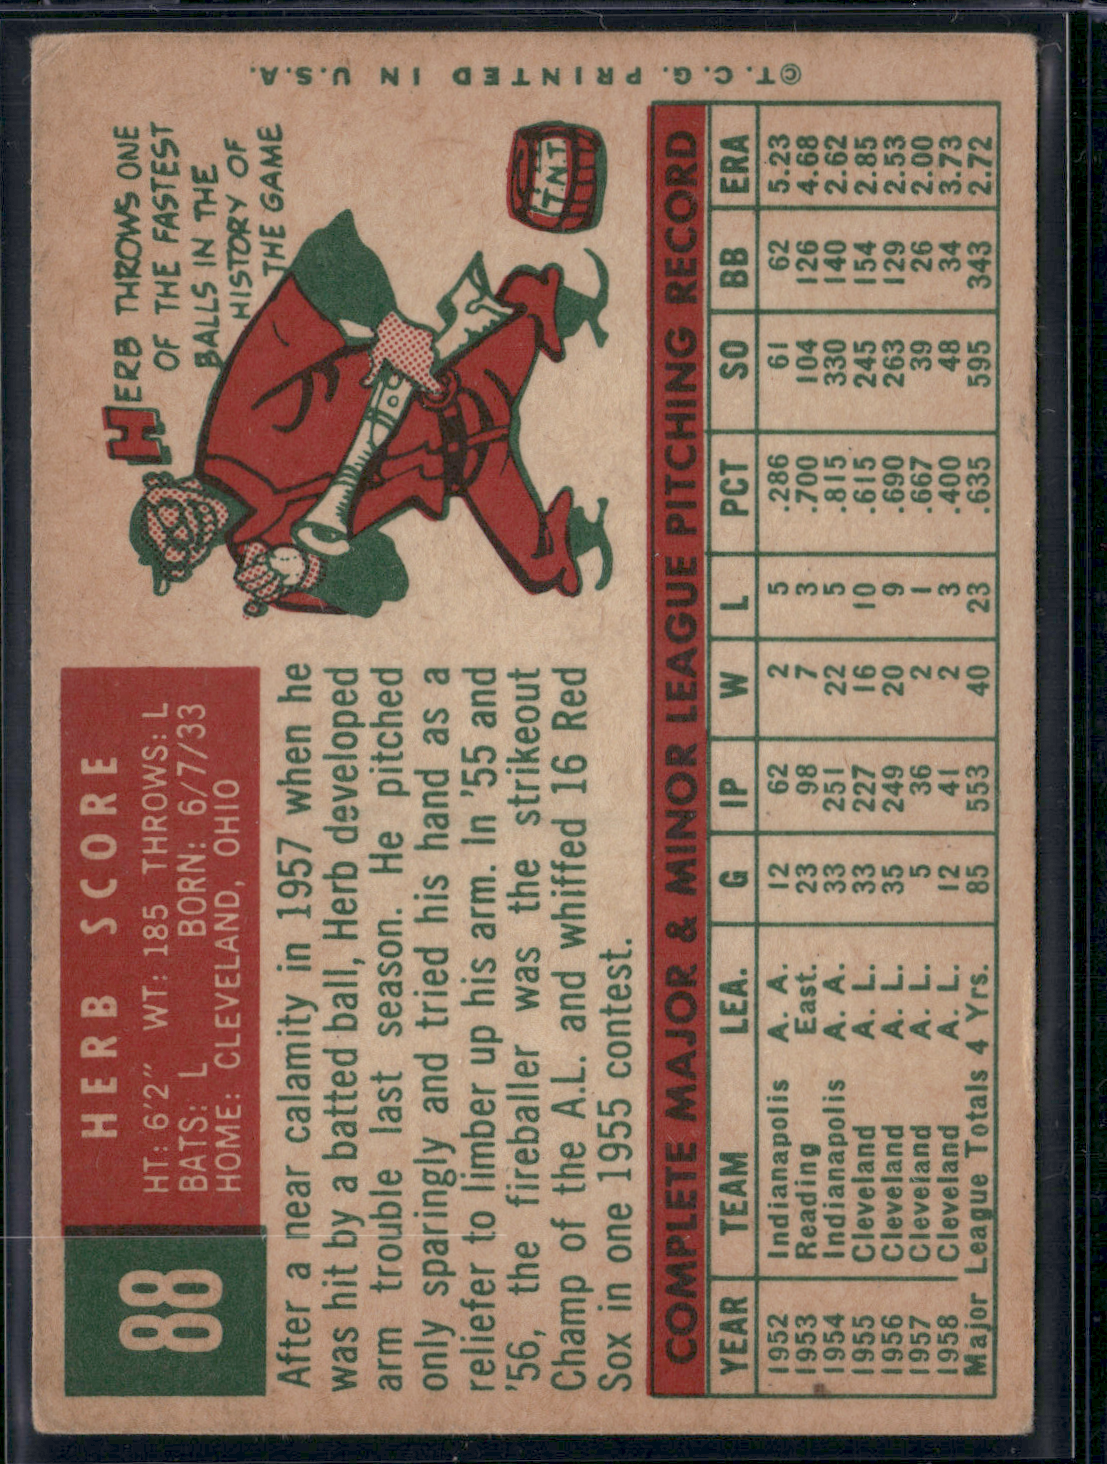 88
HERB SCORE
HT: 6'2" WT: 185 THROWS: L
BATS: L BORN: 6/7/33
HOME: CLEVELAND, OHIO
After a near calamity in 1957 when he
was hit by a batted ball, Herb developed
arm trouble last season. He pitched
only sparingly and tried his hand as a
reliefer to limber up his arm. In '55 and
'56, the fireballer was the strikeout
Champ of the A.L. and whiffed 16 Red
Sox in one 1955 contest.
HERB THROWS ONE
OF THE FASTEST
BALLS IN THE
HISTORY OF
THE GAME
T.N.T
COMPLETE MAJOR & MINOR LEAGUE PITCHING RECORD
YEAR TEAM LEA. G IP W L PCT SO BB ERA
1952 Indianapolis A. A. 12 62 2 5 .286 61 62 5.23
1953 Reading East. 23 98 7 3 .700 104 126 4.68
1954 Indianapolis A. A. 33 251 22 5 .815 330 140 2.62
1955 Cleveland A. L. 33 227 16 10 .615 245 154 2.85
1956 Cleveland A. L. 35 249 20 9 .690 263 129 2.53
1957 Cleveland A. L. 5 36 2 1 .667 39 26 2.00
1958 Cleveland A. L. 12 41 2 3 .400 48 34 3.73
Major League Totals 4 Yrs. 85 553 40 23 .635 595 343 2.72
© T. C. G. PRINTED IN U.S.A.